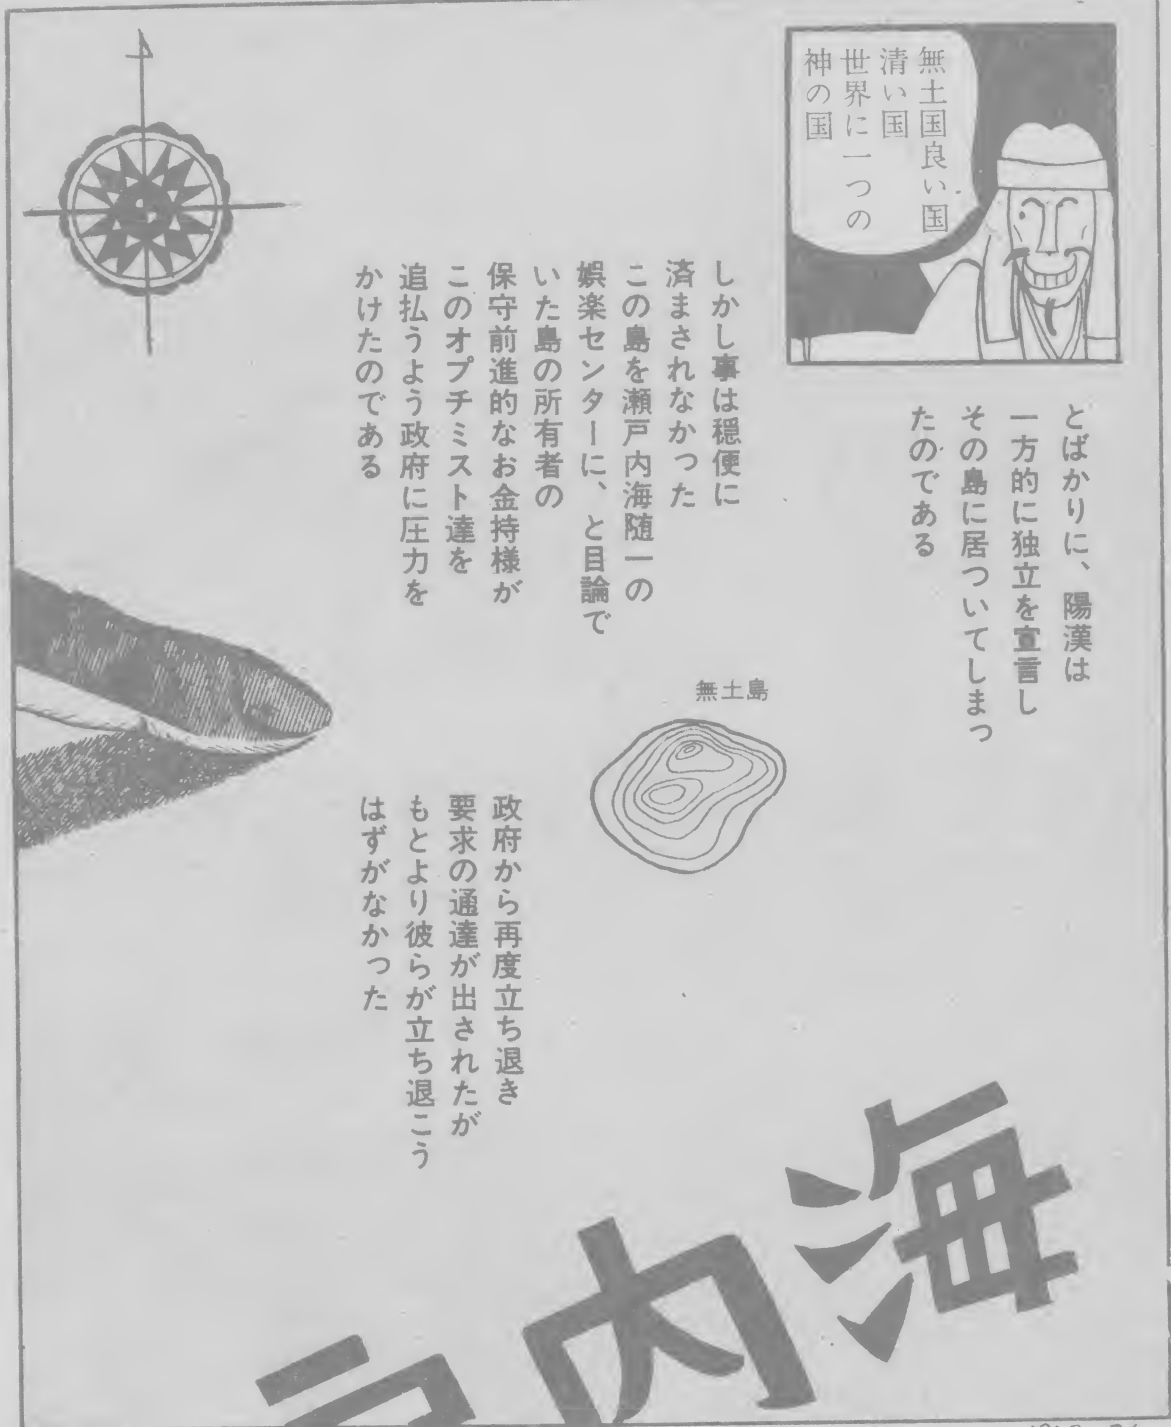 無土国良い国
清い国
世界に一つの
神の国
とばかりに、陽漢は
一方的に独立を宣言し
その島に居ついてしまっ
たのである
しかし事は穏便に
済まされなかった
この島を瀬戸内海随一の
娯楽センターに、と目論で
いた島の所有者の
保守前進的なお金持様が
このオプチミスト達を
追払うよう政府に圧力を
かけたのである
無土島
政府から再度立ち退き
要求の通達が出されたが
もとより彼らが立ち退こう
はずがなかった
戸内海